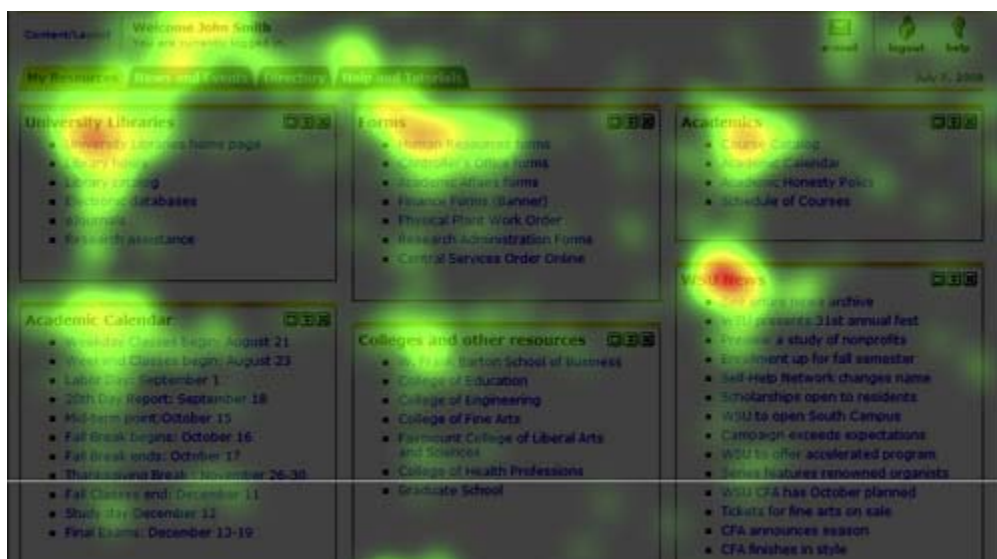 Content/Layout
Welcome John Smith
You are currently logged in.
e-mail
logout
help
My Resources
News and Events
Directory
Help and Tutorials
July 7, 2008
University Libraries
University Libraries home page
Library hours
Library catalog
Electronic databases
eJournals
Research assistance
Academic Calendar
Weekday Classes begin: August 21
Weekend Classes begin: August 23
Labor Day: September 1
20th Day Report: September 18
Mid-term point:October 15
Fall Break begins: October 16
Fall Break ends: October 17
Thanksgiving Break : November 26-30
Fall Classes end: December 11
Study day December 12
Final Exams: December 13-19
Forms
Human Resources forms
Controller's Office forms
Academic Affairs forms
Finance Forms (Banner)
Physical Plant Work Order
Research Administration Forms
Central Services Order Online
Colleges and other resources
W. Frank Barton School of Business
College of Education
College of Engineering
College of Fine Arts
Fairmount College of Liberal Arts
and Sciences
College of Health Professions
Graduate School
Academics
Course Catalog
Academic Calendar
Academic Honesty Policy
Schedule of Courses
WSU News
news archive
WSU presents 31st annual fest
Preview a study of nonprofits
Enrollment up for fall semester
Self-Help Network changes name
Scholarships open to residents
WSU to open South Campus
Campaign exceeds expectations
WSU to offer accelerated program
Series features renowned organists
WSU CFA has October planned
Tickets for fine arts on sale
CFA announces season
CFA finishes in style